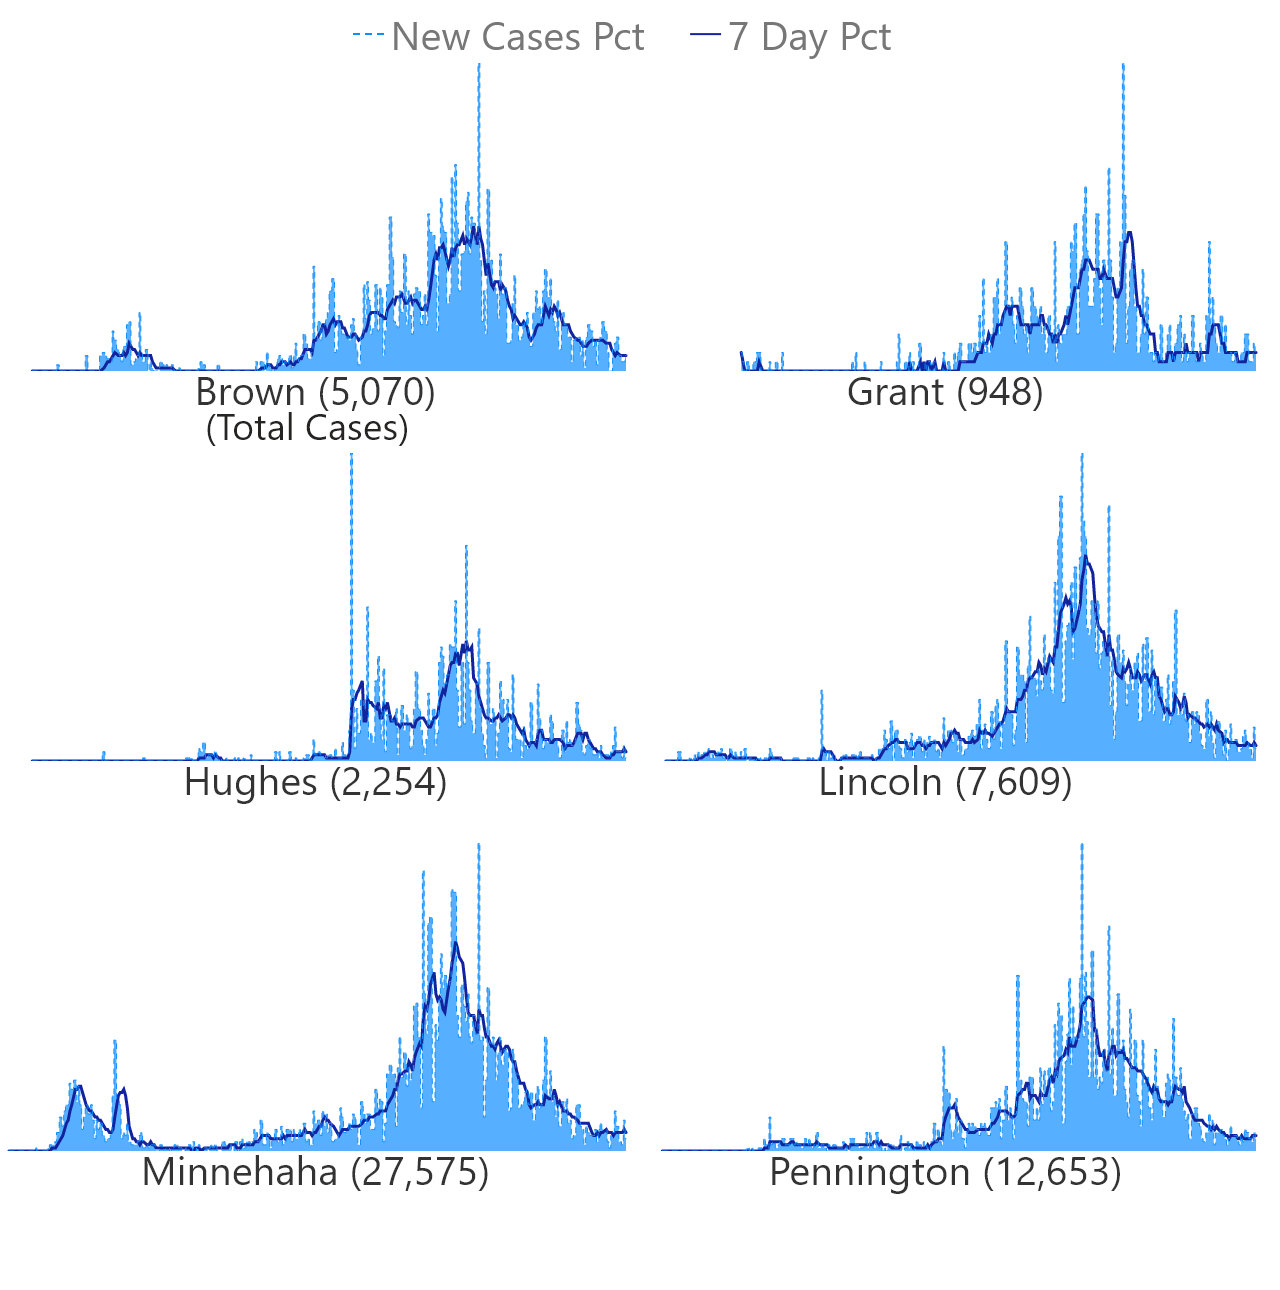 New Cases Pct 7 Day Pct
Brown (5,070) Grant (948)
(Total Cases)
Hughes (2,254) Lincoln (7,609)
Minnehaha (27,575) Pennington (12,653)